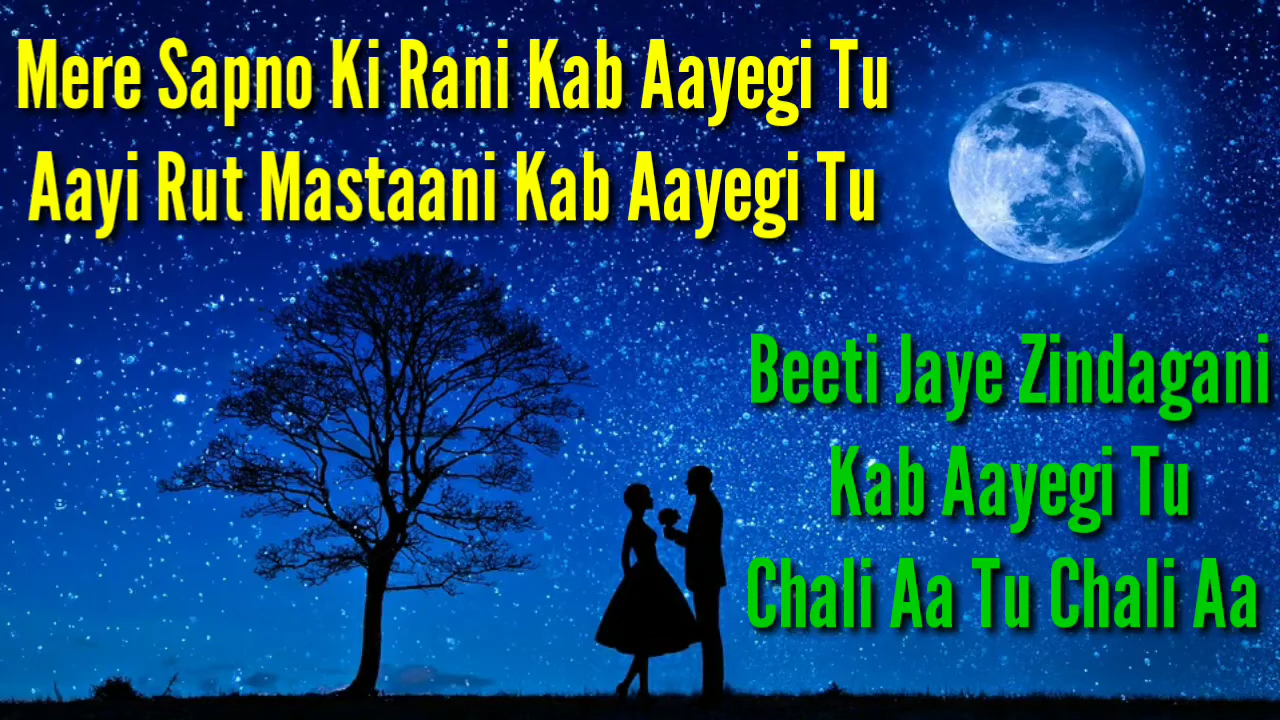 Mere Sapno Ki Rani Kab Aayegi Tu
Aayi Rut Mastaani Kab Aayegi Tu
Beeti Jaye Zindagani
Kab Aayegi Tu
Chali Aa Tu Chali Aa